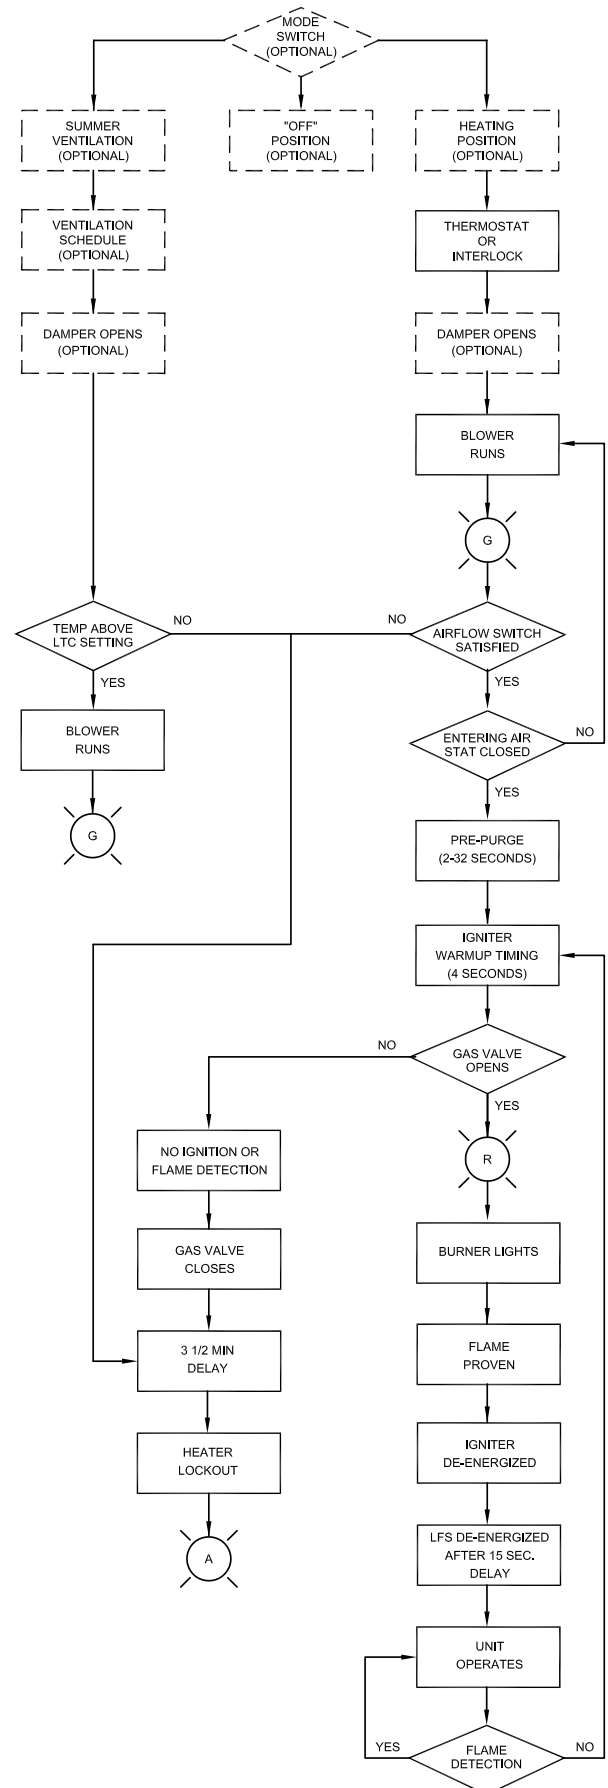 MODE
SWITCH
(OPTIONAL)
SUMMER
VENTILATION
(OPTIONAL)
"OFF"
POSITION
(OPTIONAL)
HEATING
POSITION
(OPTIONAL)
VENTILATION
SCHEDULE
(OPTIONAL)
THERMOSTAT
OR
INTERLOCK
DAMPER OPENS
(OPTIONAL)
DAMPER OPENS
(OPTIONAL)
BLOWER
RUNS
G
TEMP ABOVE
LTC SETTING
NO
NO
AIRFLOW SWITCH
SATISFIED
YES
YES
BLOWER
RUNS
ENTERING AIR
STAT CLOSED
NO
YES
G
PRE-PURGE
(2-32 SECONDS)
IGNITER
WARMUP TIMING
(4 SECONDS)
NO
GAS VALVE
OPENS
YES
NO IGNITION OR
FLAME DETECTION
R
GAS VALVE
CLOSES
BURNER LIGHTS
3 1/2 MIN
DELAY
FLAME
PROVEN
HEATER
LOCKOUT
IGNITER
DE-ENERGIZED
A
LFS DE-ENERGIZED
AFTER 15 SEC.
DELAY
UNIT
OPERATES
YES
FLAME
DETECTION
NO